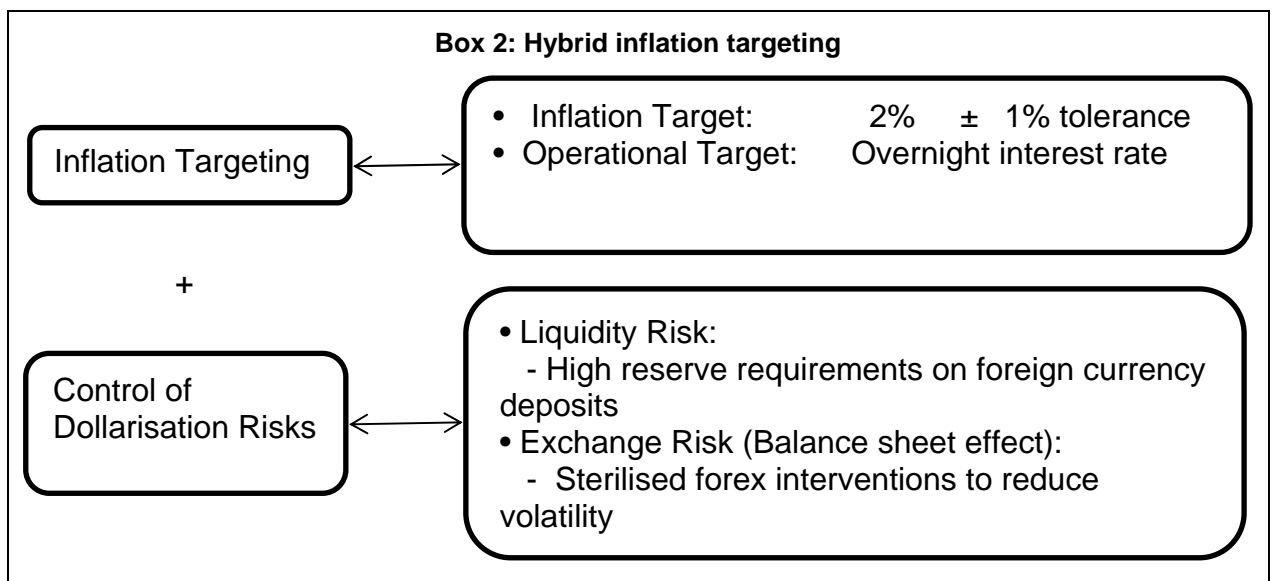 Box 2: Hybrid inflation targeting
Inflation Targeting
• Inflation Target: 2% ± 1% tolerance
• Operational Target: Overnight interest rate
+
Control of
Dollarisation Risks
• Liquidity Risk:
- High reserve requirements on foreign currency
deposits
• Exchange Risk (Balance sheet effect):
- Sterilised forex interventions to reduce
volatility